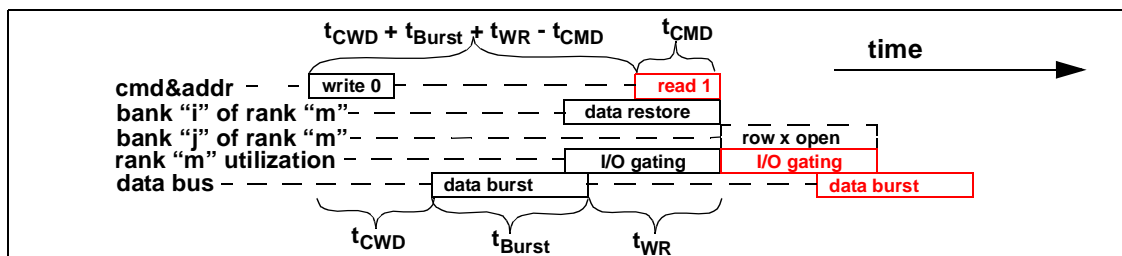 tCWD + tBurst + tWR - tCMD
tCMD
time
cmd&addr
write 0
read 1
bank “i” of rank “m”
data restore
bank “j” of rank “m”
row x open
rank “m” utilization
I/O gating
I/O gating
data bus
data burst
data burst
tCWD
tBurst
tWR